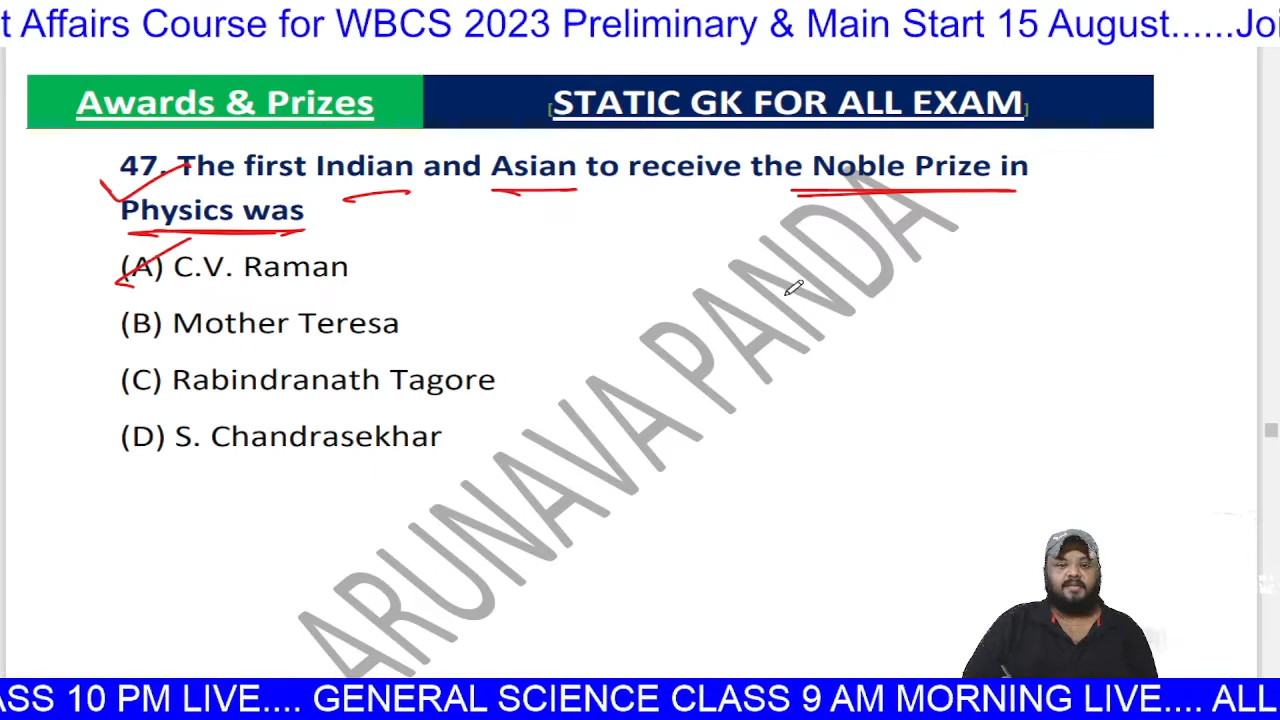 t Affairs Course for WBCS 2023 Preliminary & Main Start 15 August......Joi
Awards & Prizes
[STATIC GK FOR ALL EXAM]
47. The first Indian and Asian to receive the Noble Prize in
Physics was
(A) C.V. Raman
(B) Mother Teresa
(C) Rabindranath Tagore
(D) S. Chandrasekhar
ARUNAVA PANDA
ASS 10 PM LIVE.... GENERAL SCIENCE CLASS 9 AM MORNING LIVE.... ALL